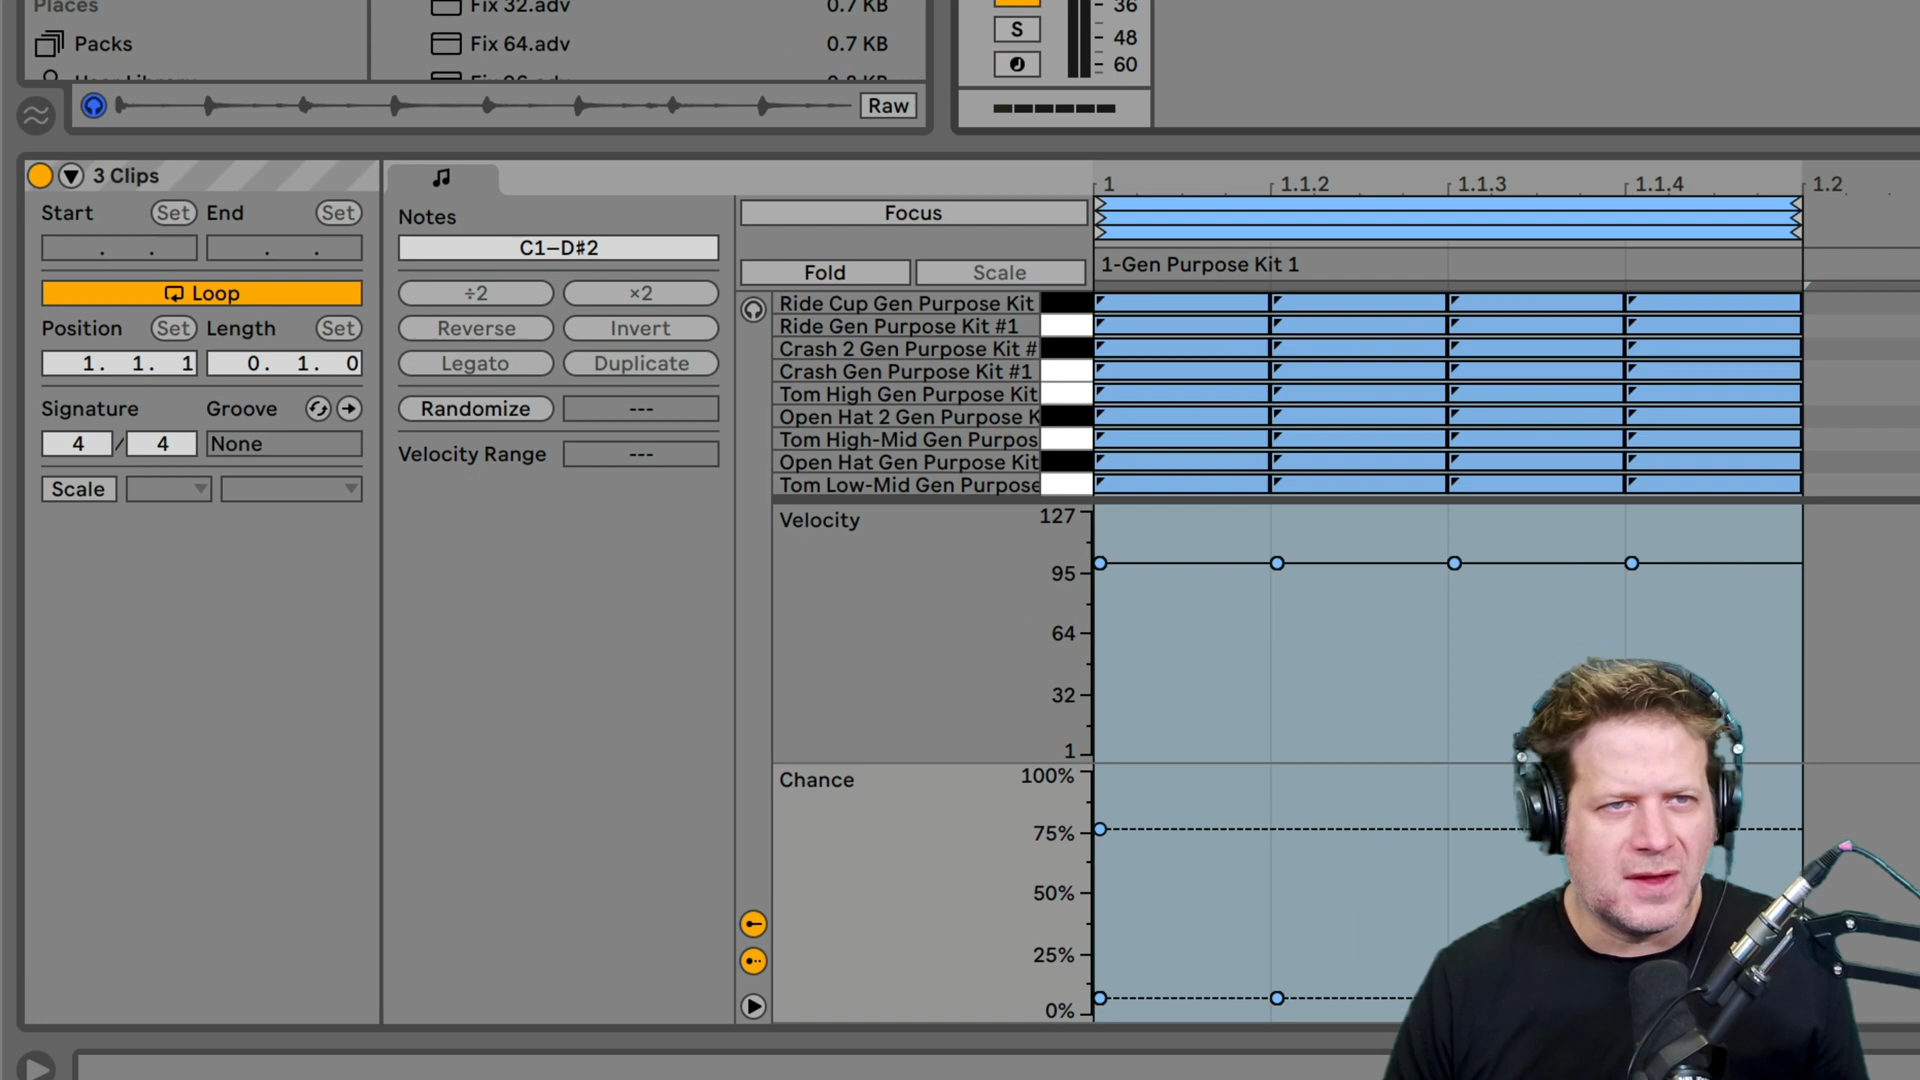 Places
Packs
Fix 32.adv 0.7 KB
Fix 64.adv 0.7 KB
Raw
36
S 48
60
3 Clips
Start Set End Set
Loop
Position Set Length Set
1. 1. 1 0. 1. 0
Signature Groove
4 / 4 None
Scale
Notes
C1–D#2
÷2 ×2
Reverse Invert
Legato Duplicate
Randomize ---
Velocity Range ---
Focus
Fold Scale
1 1.1.2 1.1.3 1.1.4 1.2
1-Gen Purpose Kit 1
Ride Cup Gen Purpose Kit
Ride Gen Purpose Kit #1
Crash 2 Gen Purpose Kit #
Crash Gen Purpose Kit #1
Tom High Gen Purpose Kit
Open Hat 2 Gen Purpose K
Tom High-Mid Gen Purpos
Open Hat Gen Purpose Kit
Tom Low-Mid Gen Purpose
Velocity 127
95
64
32
1
Chance 100%
75%
50%
25%
0%